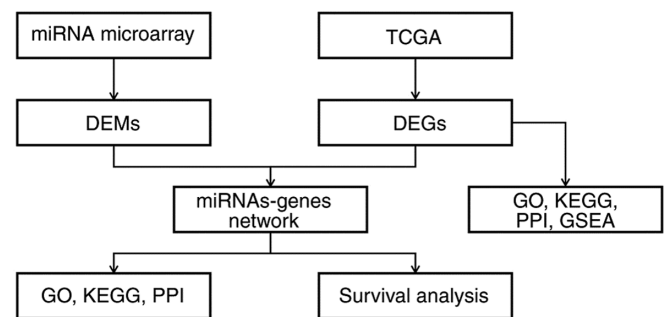 miRNA microarray
TCGA
DEMs
DEGs
miRNAs-genes
network
GO, KEGG,
PPI, GSEA
GO, KEGG, PPI
Survival analysis